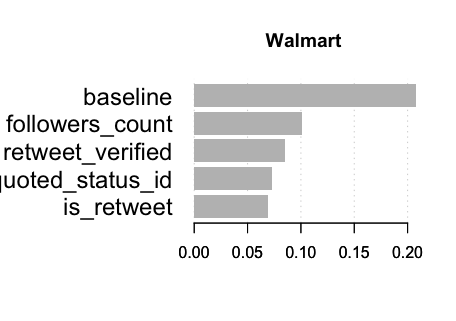 Walmart
baseline
followers_count
retweet_verified
quoted_status_id
is_retweet
0.00 0.05 0.10 0.15 0.20